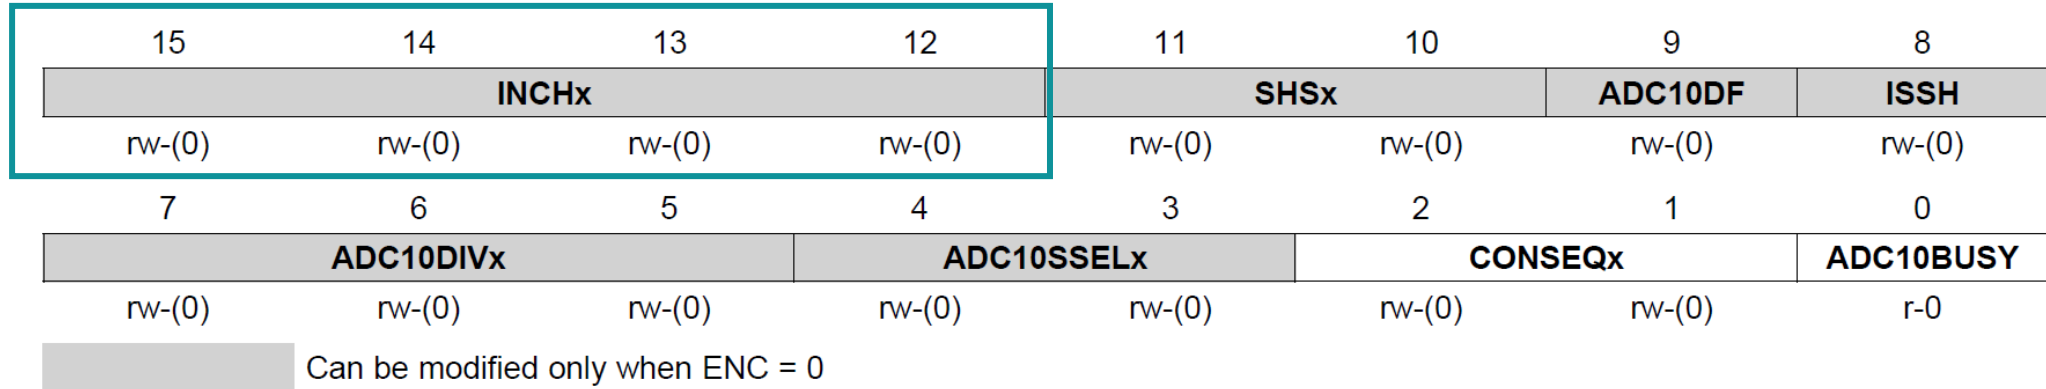 15 14 13 12 11 10 9 8
INCHx SHSx ADC10DF ISSH
rw-(0) rw-(0) rw-(0) rw-(0) rw-(0) rw-(0) rw-(0) rw-(0)
7 6 5 4 3 2 1 0
ADC10DIVx ADC10SSELx CONSEQx ADC10BUSY
rw-(0) rw-(0) rw-(0) rw-(0) rw-(0) rw-(0) rw-(0) r-0
Can be modified only when ENC = 0